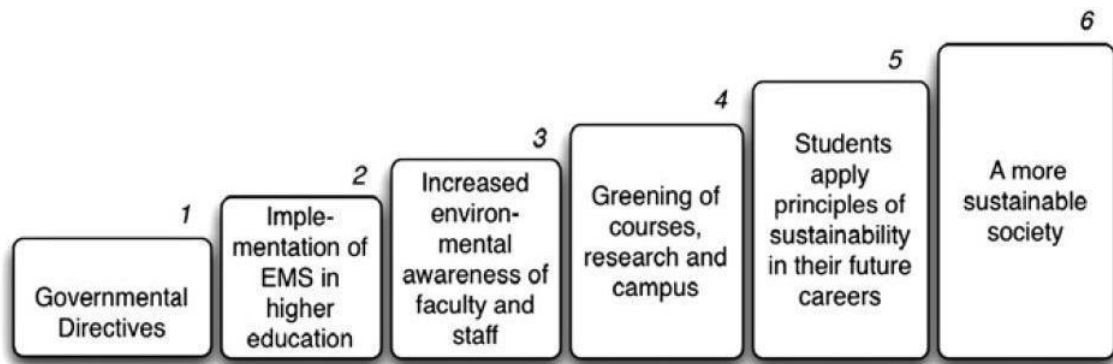 1
Governmental
Directives
2
Imple-
mentation of
EMS in
higher
education
3
Increased
environ-
mental
awareness of
faculty and
staff
4
Greening of
courses,
research and
campus
5
Students
apply
principles of
sustainability
in their future
careers
6
A more
sustainable
society